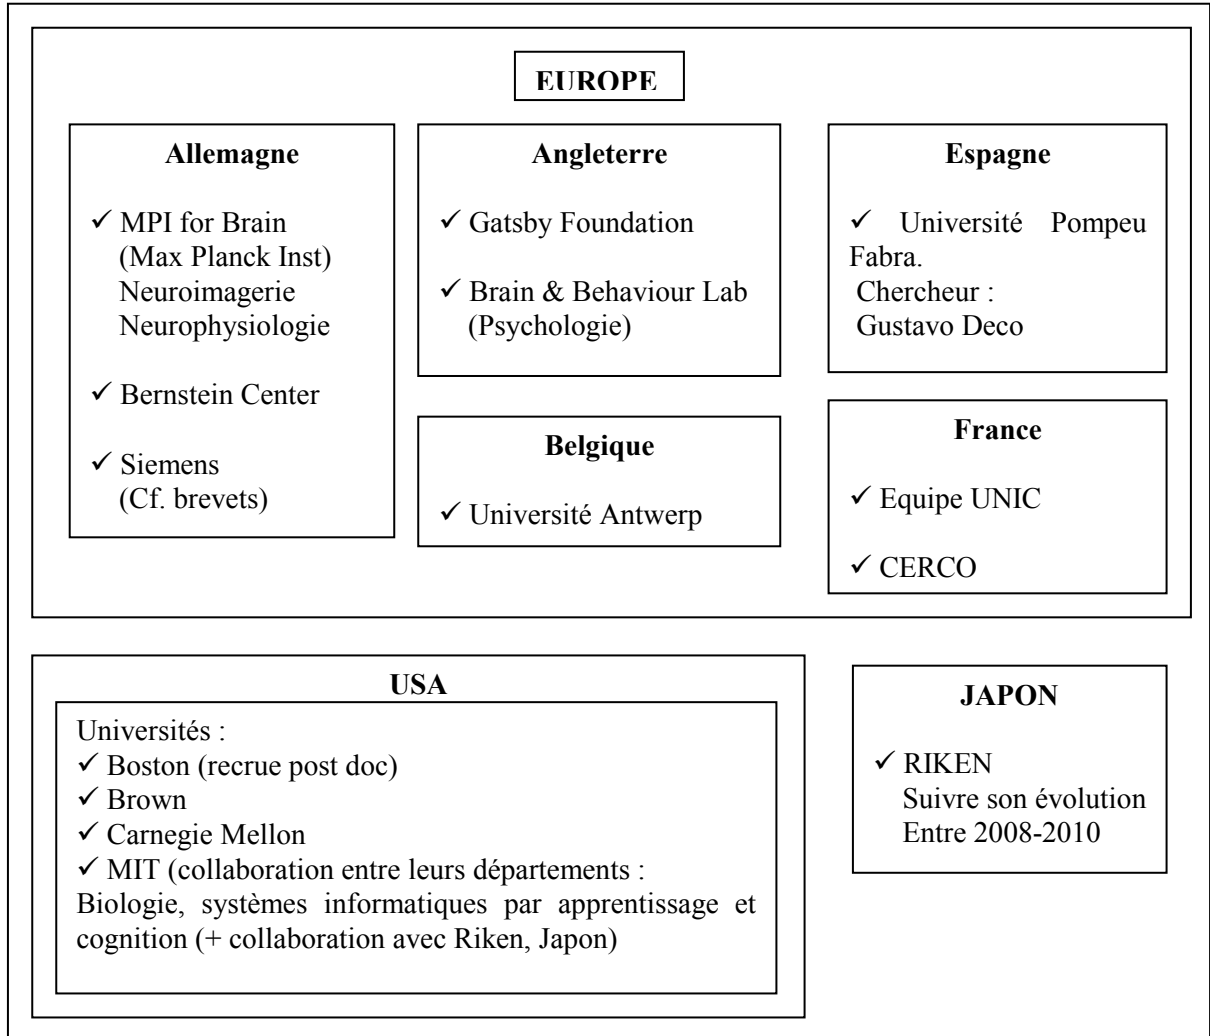 EUROPE
Allemagne
✓ MPI for Brain
(Max Planck Inst)
Neuroimagerie
Neurophysiologie
✓ Bernstein Center
✓ Siemens
(Cf. brevets)
Angleterre
✓ Gatsby Foundation
✓ Brain & Behaviour Lab
(Psychologie)
Espagne
✓ Université Pompeu
Fabra.
Chercheur :
Gustavo Deco
Belgique
✓ Université Antwerp
France
✓ Equipe UNIC
✓ CERCO
USA
Universités :
✓ Boston (recrue post doc)
✓ Brown
✓ Carnegie Mellon
✓ MIT (collaboration entre leurs départements :
Biologie, systèmes informatiques par apprentissage et
cognition (+ collaboration avec Riken, Japon)
JAPON
✓ RIKEN
Suivre son évolution
Entre 2008-2010